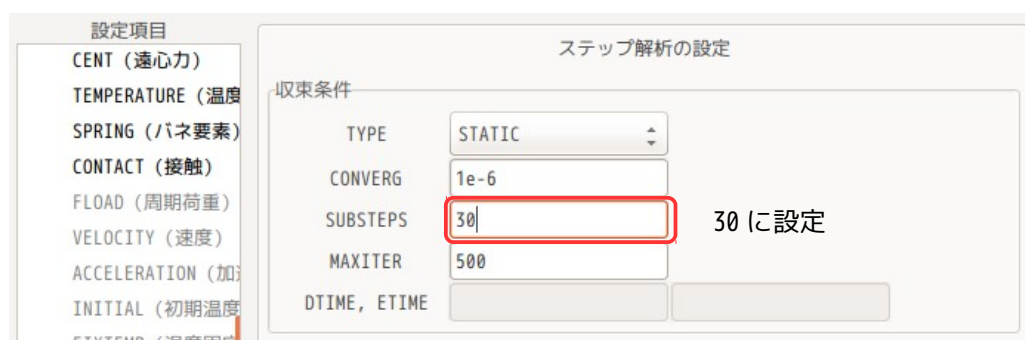 設定項目
CENT (遠心力)
TEMPERATURE (温度
SPRING (バネ要素)
CONTACT (接触)
FLOAD (周期荷重)
VELOCITY (速度)
ACCELERATION (加
INITIAL (初期温度
ステップ解析の設定
収束条件
TYPE STATIC
CONVERG 1e-6
SUBSTEPS 30 30に設定
MAXITER 500
DTIME, ETIME